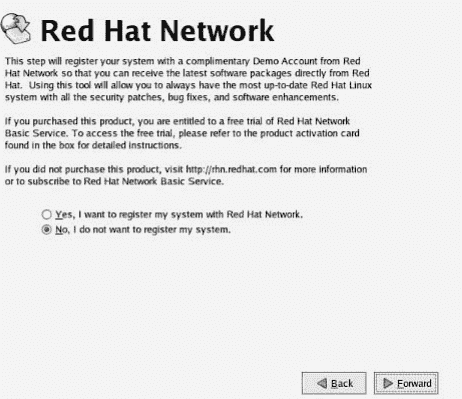 Red Hat Network
This step will register your system with a complimentary Demo Account from Red
Hat Network so that you can receive the latest software packages directly from Red
Hat. Using this tool will allow you to always have the most up-to-date Red Hat Linux
system with all the security patches, bug fixes, and software enhancements.
If you purchased this product, you are entitled to a free trial of Red Hat Network
Basic Service. To access the free trial, please refer to the product activation card
found in the box for detailed instructions.
If you did not purchase this product, visit http://rhn.redhat.com for more information
or to subscribe to Red Hat Network Basic Service.
Yes, I want to register my system with Red Hat Network.
No, I do not want to register my system.
Back Forward